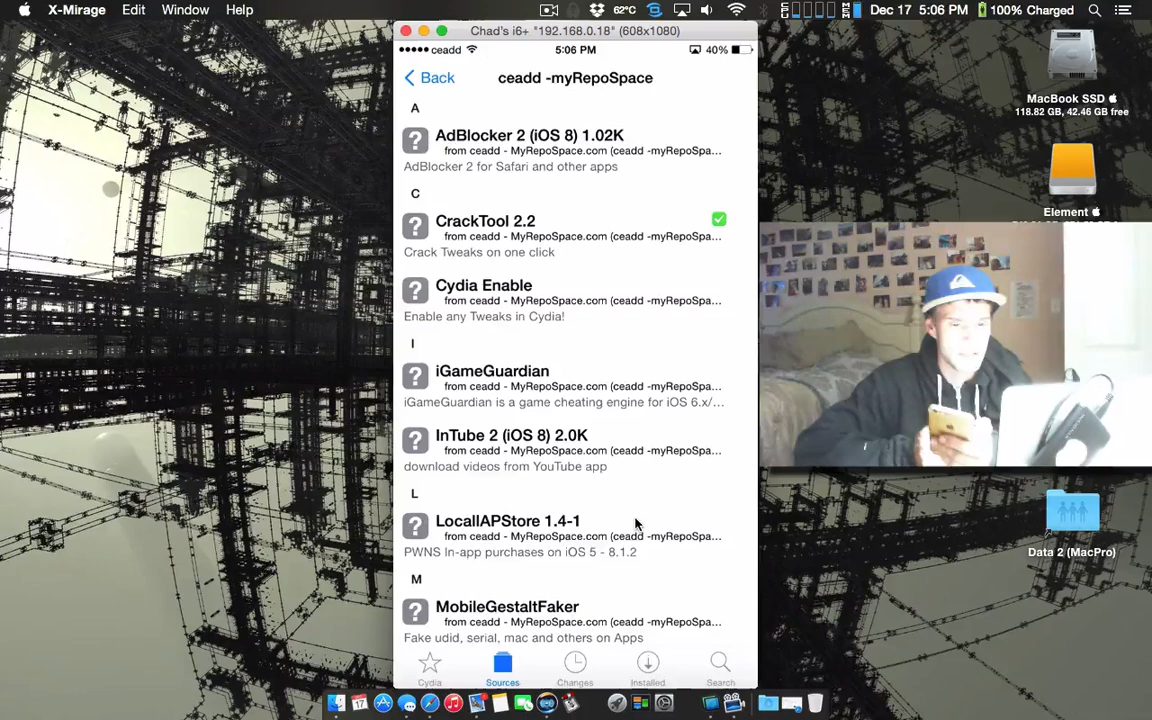 X-Mirage Edit Window Help
62°C
Dec 17 5:06 PM
100% Charged
Chad's i6+ "192.168.0.18" (608x1080)
ceadd
5:06 PM
40%
Back
ceadd -myRepoSpace
A
AdBlocker 2 (iOS 8) 1.02K
from ceadd - MyRepoSpace.com (ceadd -myRepoSpa...
AdBlocker 2 for Safari and other apps
C
CrackTool 2.2
from ceadd - MyRepoSpace.com (ceadd -myRepoSpa...
Crack Tweaks on one click
Cydia Enable
from ceadd - MyRepoSpace.com (ceadd -myRepoSpa...
Enable any Tweaks in Cydia!
I
iGameGuardian
from ceadd - MyRepoSpace.com (ceadd -myRepoSpa...
iGameGuardian is a game cheating engine for iOS 6.x/...
InTube 2 (iOS 8) 2.0K
from ceadd - MyRepoSpace.com (ceadd -myRepoSpa...
download videos from YouTube app
L
LocalIAPStore 1.4-1
from ceadd - MyRepoSpace.com (ceadd -myRepoSpa...
PWNS In-app purchases on iOS 5 - 8.1.2
M
MobileGestaltFaker
from ceadd - MyRepoSpace.com (ceadd -myRepoSpa...
Fake udid, serial, mac and others on Apps
Cydia
Sources
Changes
Installed
Search
MacBook SSD
118.82 GB, 42.46 GB free
Element
Data 2 (MacPro)